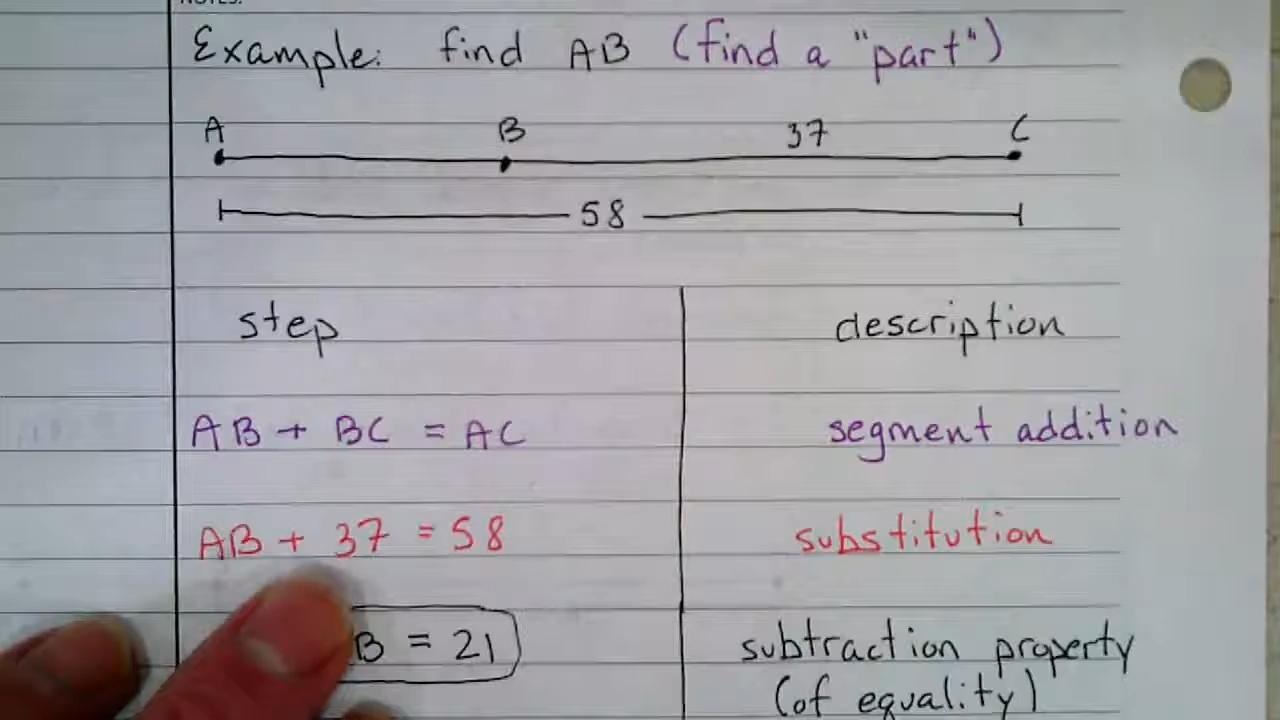 NOTES:
Example: find AB (find a "part")
A B 37 C
58
step description
AB + BC = AC segment addition
AB + 37 = 58 substitution
B = 21 subtraction property
(of equality)